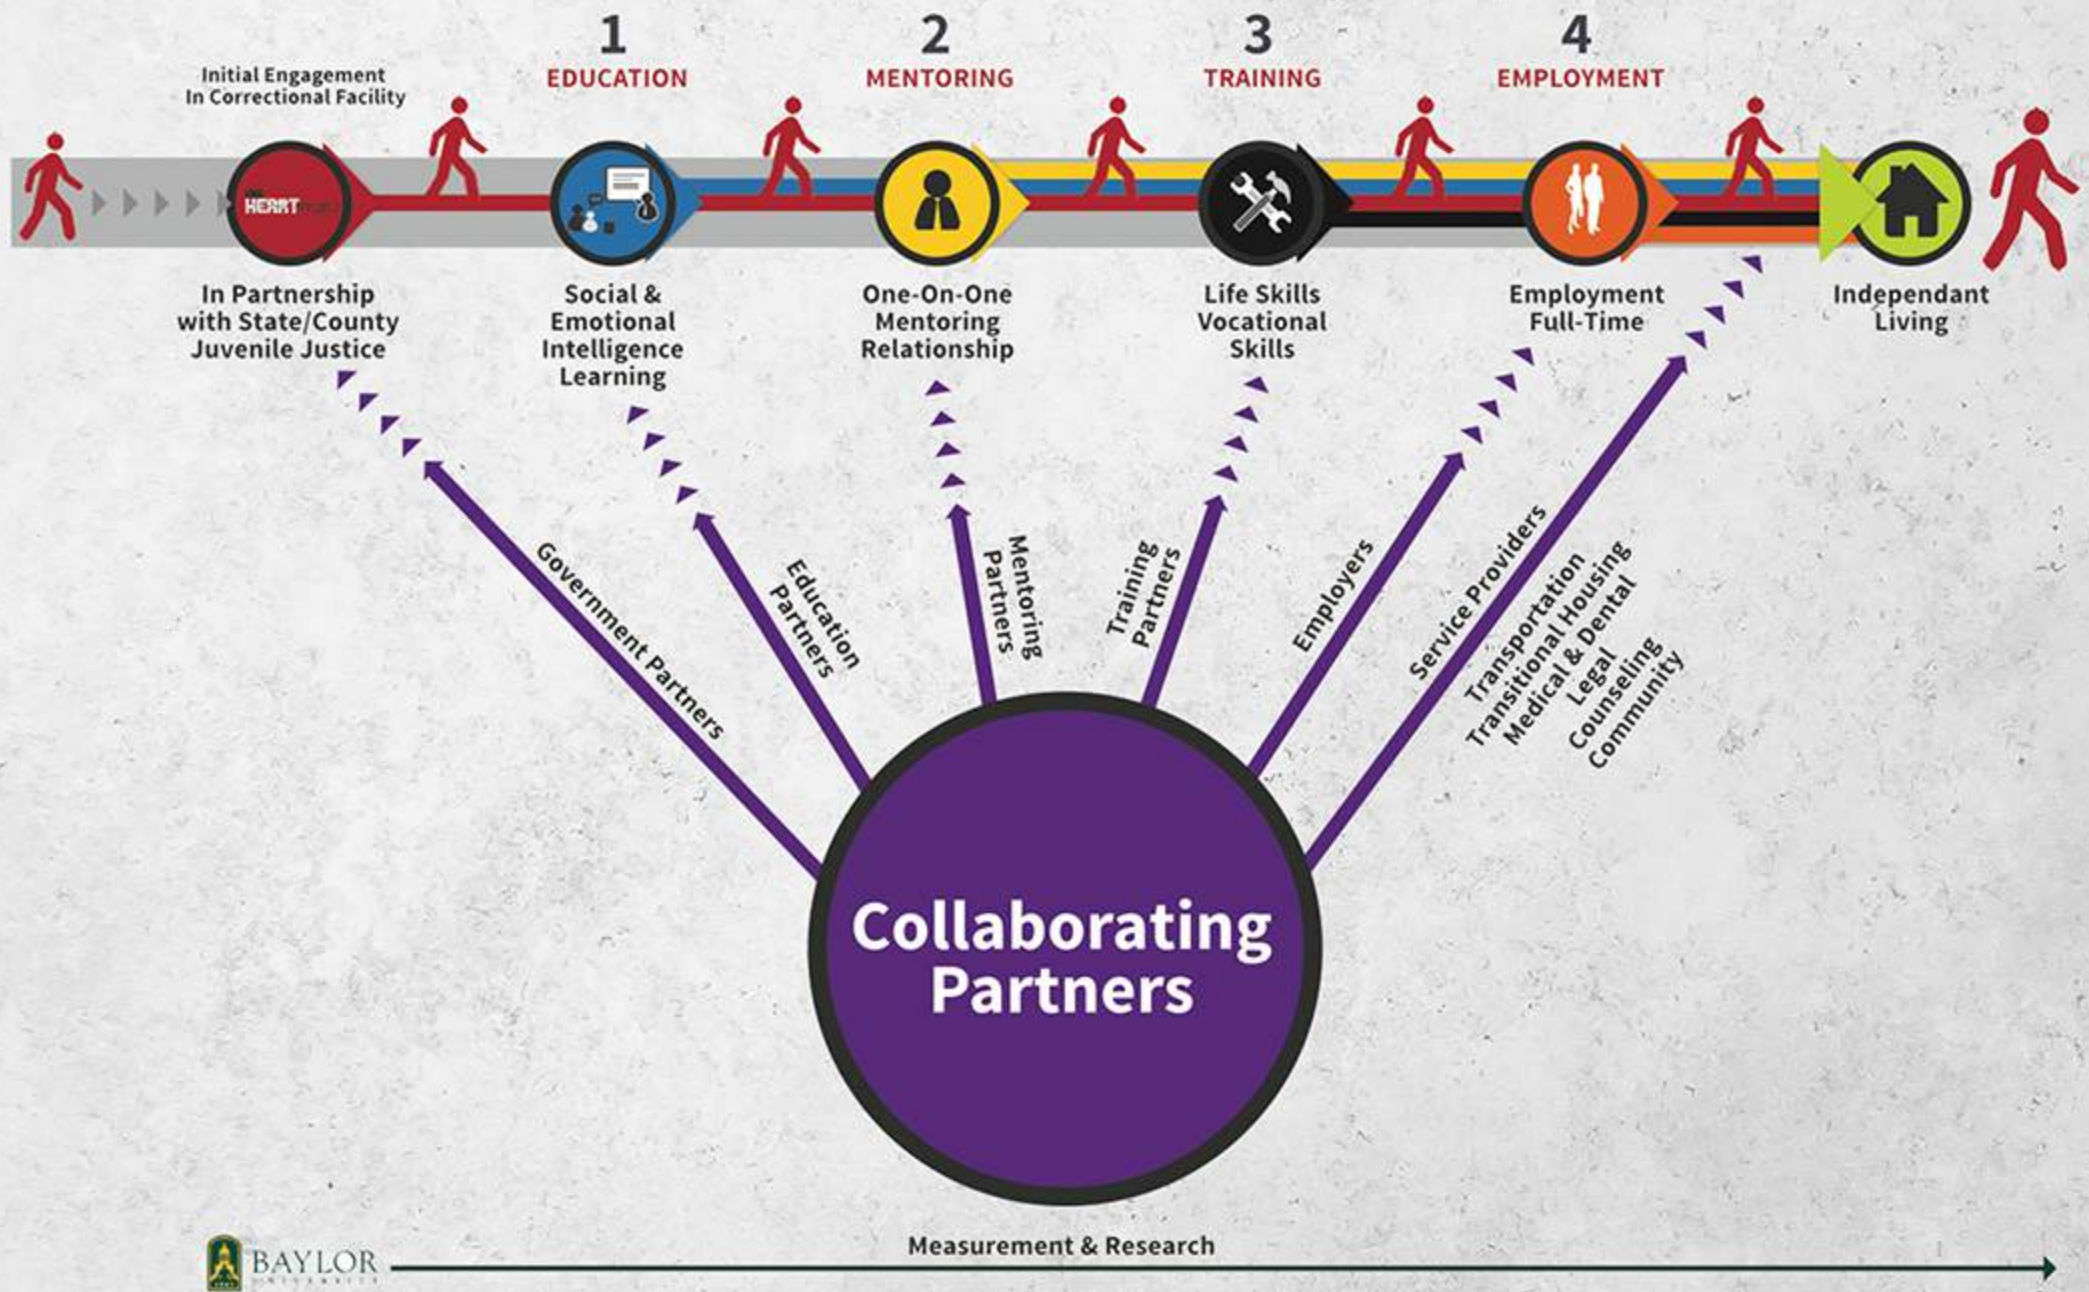 1
2
3
4
Initial Engagement
In Correctional Facility
EDUCATION
MENTORING
TRAINING
EMPLOYMENT
HEART
In Partnership
with State/County
Juvenile Justice
Social &
Emotional
Intelligence
Learning
One-On-One
Mentoring
Relationship
Life Skills
Vocational
Skills
Employment
Full-Time
Independant
Living
Government Partners
Education
Partners
Mentoring
Partners
Training
Partners
Employers
Service Providers
Transportation
Transitional Housing
Medical & Dental
Legal
Counseling
Community
Collaborating
Partners
Measurement & Research
BAYLOR
UNIVERSITY